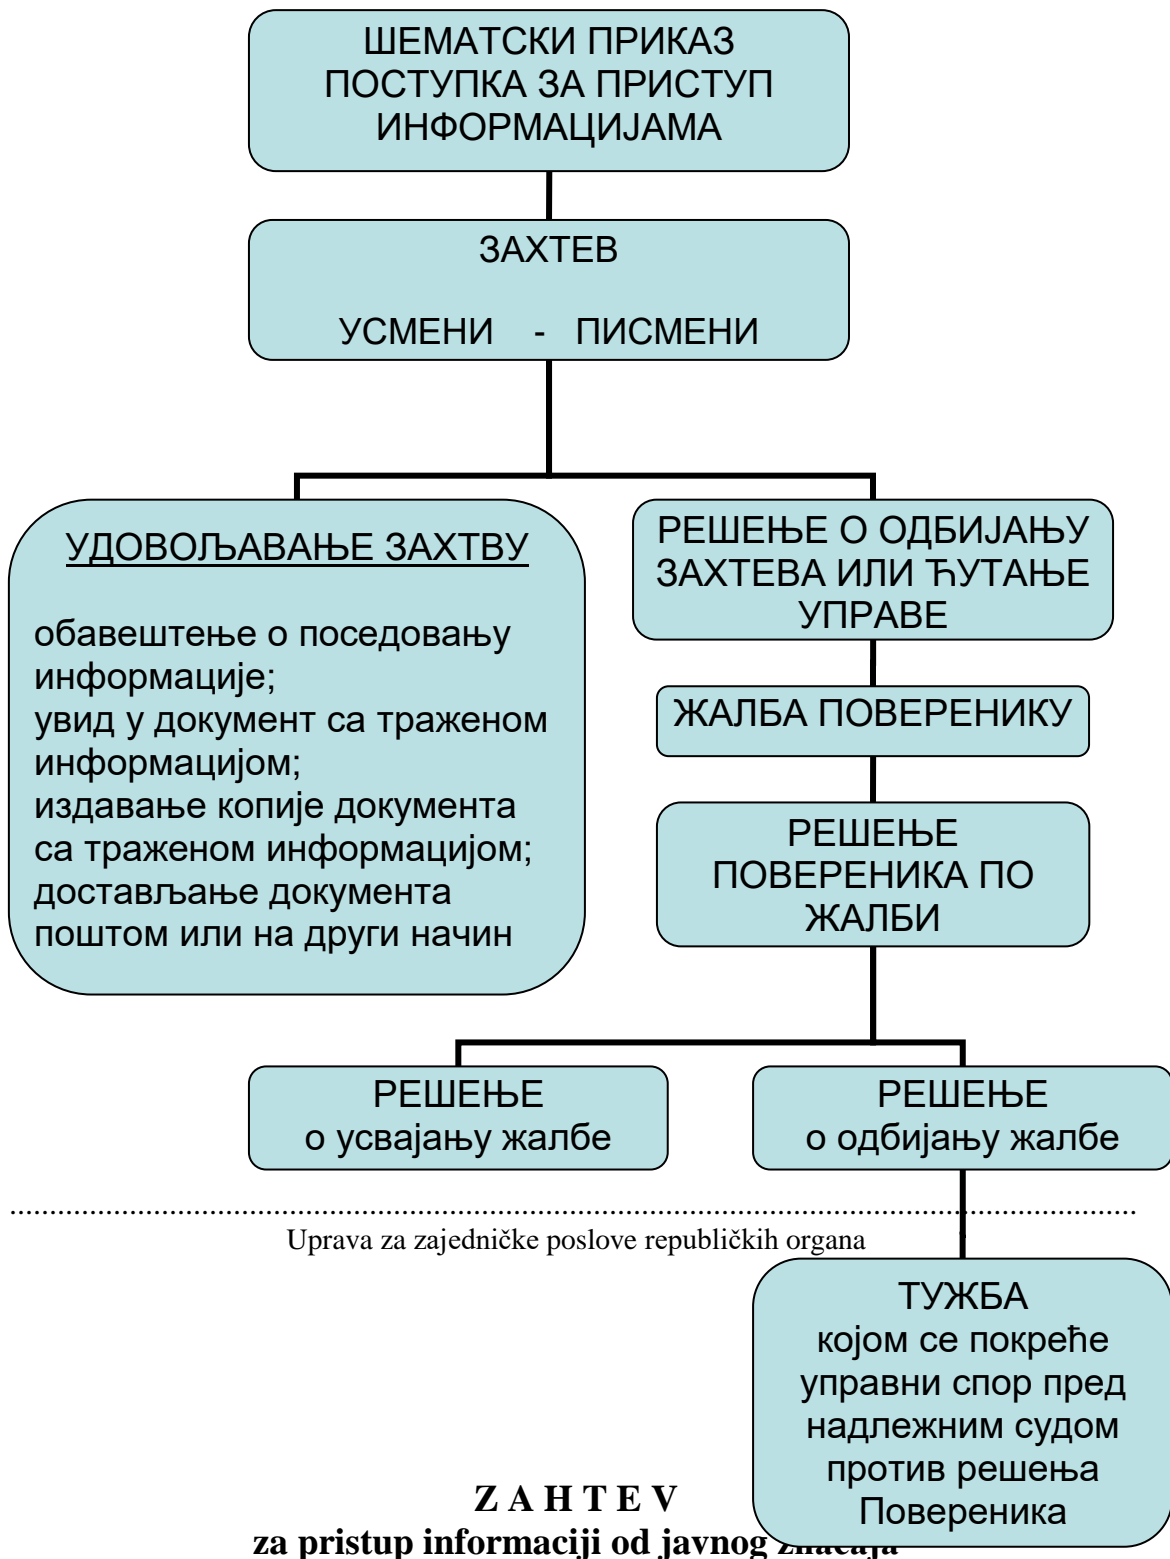 ШЕМАТСКИ ПРИКАЗ
ПОСТУПКА ЗА ПРИСТУП
ИНФОРМАЦИЈАМА
ЗАХТЕВ
УСМЕНИ - ПИСМЕНИ
УДОВОЉАВАЊЕ ЗАХТВУ
обавештење о поседовању
информације;
увид у документ са траженом
информацијом;
издавање копије документа
са траженом информацијом;
достављање документа
поштом или на други начин
РЕШЕЊЕ О ОДБИЈАЊУ
ЗАХТЕВА ИЛИ ЋУТАЊЕ
УПРАВЕ
ЖАЛБА ПОВЕРЕНИКУ
РЕШЕЊЕ
ПОВЕРЕНИКА ПО
ЖАЛБИ
РЕШЕЊЕ
о усвајању жалбе
РЕШЕЊЕ
о одбијању жалбе
Uprava za zajedničke poslove republičkih organa
ТУЖБА
којом се покреће
управни спор пред
надлежним судом
против решења
Повереника
Z A H T E V
za pristup informaciji od javnog značaja